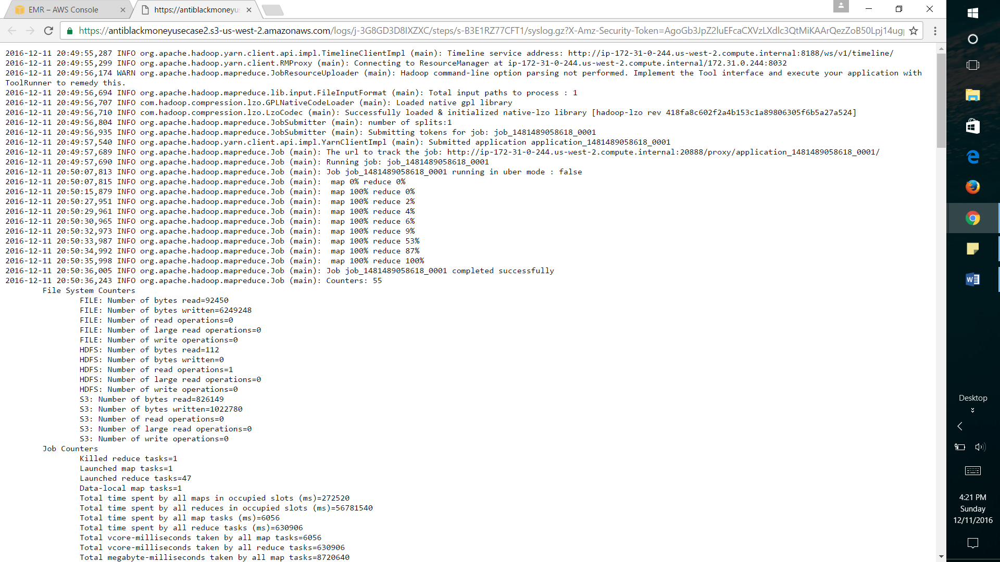 EMR – AWS Console
https://antiblackmoneyu
https://antiblackmoneyusecase2.s3-us-west-2.amazonaws.com/logs/j-3G8GD3D8IXZXC/steps/s-B3E1RZ77CFT1/syslog.gz?X-Amz-Security-Token=AgoGb3JpZ2luEFcaCXVzLXdlc3QtMiKAArQezZoB50Lpj14ug
2016-12-11 20:49:55,287 INFO org.apache.hadoop.yarn.client.api.impl.TimelineClientImpl (main): Timeline service address: http://ip-172-31-0-244.us-west-2.compute.internal:8188/ws/v1/timeline/
2016-12-11 20:49:55,299 INFO org.apache.hadoop.yarn.client.RMProxy (main): Connecting to ResourceManager at ip-172-31-0-244.us-west-2.compute.internal/172.31.0.244:8032
2016-12-11 20:49:56,174 WARN org.apache.hadoop.mapreduce.JobResourceUploader (main): Hadoop command-line option parsing not performed. Implement the Tool interface and execute your application with
ToolRunner to remedy this.
2016-12-11 20:49:56,694 INFO org.apache.hadoop.mapreduce.lib.input.FileInputFormat (main): Total input paths to process : 1
2016-12-11 20:49:56,707 INFO com.hadoop.compression.lzo.GPLNativeCodeLoader (main): Loaded native gpl library
2016-12-11 20:49:56,710 INFO com.hadoop.compression.lzo.LzoCodec (main): Successfully loaded & initialized native-lzo library [hadoop-lzo rev 418fa8c602f2a4b153c1a89806305f6b5a27a524]
2016-12-11 20:49:56,804 INFO org.apache.hadoop.mapreduce.JobSubmitter (main): number of splits:1
2016-12-11 20:49:56,935 INFO org.apache.hadoop.mapreduce.JobSubmitter (main): Submitting tokens for job: job_1481489058618_0001
2016-12-11 20:49:57,540 INFO org.apache.hadoop.yarn.client.api.impl.YarnClientImpl (main): Submitted application application_1481489058618_0001
2016-12-11 20:49:57,689 INFO org.apache.hadoop.mapreduce.Job (main): The url to track the job: http://ip-172-31-0-244.us-west-2.compute.internal:20888/proxy/application_1481489058618_0001/
2016-12-11 20:49:57,690 INFO org.apache.hadoop.mapreduce.Job (main): Running job: job_1481489058618_0001
2016-12-11 20:50:07,813 INFO org.apache.hadoop.mapreduce.Job (main): Job job_1481489058618_0001 running in uber mode : false
2016-12-11 20:50:07,815 INFO org.apache.hadoop.mapreduce.Job (main):  map 0% reduce 0%
2016-12-11 20:50:15,879 INFO org.apache.hadoop.mapreduce.Job (main):  map 100% reduce 0%
2016-12-11 20:50:27,951 INFO org.apache.hadoop.mapreduce.Job (main):  map 100% reduce 2%
2016-12-11 20:50:29,961 INFO org.apache.hadoop.mapreduce.Job (main):  map 100% reduce 4%
2016-12-11 20:50:30,965 INFO org.apache.hadoop.mapreduce.Job (main):  map 100% reduce 6%
2016-12-11 20:50:32,973 INFO org.apache.hadoop.mapreduce.Job (main):  map 100% reduce 9%
2016-12-11 20:50:33,987 INFO org.apache.hadoop.mapreduce.Job (main):  map 100% reduce 53%
2016-12-11 20:50:34,992 INFO org.apache.hadoop.mapreduce.Job (main):  map 100% reduce 87%
2016-12-11 20:50:35,998 INFO org.apache.hadoop.mapreduce.Job (main):  map 100% reduce 100%
2016-12-11 20:50:36,005 INFO org.apache.hadoop.mapreduce.Job (main): Job job_1481489058618_0001 completed successfully
2016-12-11 20:50:36,243 INFO org.apache.hadoop.mapreduce.Job (main): Counters: 55
File System Counters
FILE: Number of bytes read=92450
FILE: Number of bytes written=6249248
FILE: Number of read operations=0
FILE: Number of large read operations=0
FILE: Number of write operations=0
HDFS: Number of bytes read=112
HDFS: Number of bytes written=0
HDFS: Number of read operations=1
HDFS: Number of large read operations=0
HDFS: Number of write operations=0
S3: Number of bytes read=826149
S3: Number of bytes written=1022780
S3: Number of read operations=0
S3: Number of large read operations=0
S3: Number of write operations=0
Job Counters
Killed reduce tasks=1
Launched map tasks=1
Launched reduce tasks=47
Data-local map tasks=1
Total time spent by all maps in occupied slots (ms)=272520
Total time spent by all reduces in occupied slots (ms)=56781540
Total time spent by all map tasks (ms)=6056
Total time spent by all reduce tasks (ms)=630906
Total vcore-milliseconds taken by all map tasks=6056
Total vcore-milliseconds taken by all reduce tasks=630906
Total megabyte-milliseconds taken by all map tasks=8720640
Desktop
4:21 PM
Sunday
12/11/2016